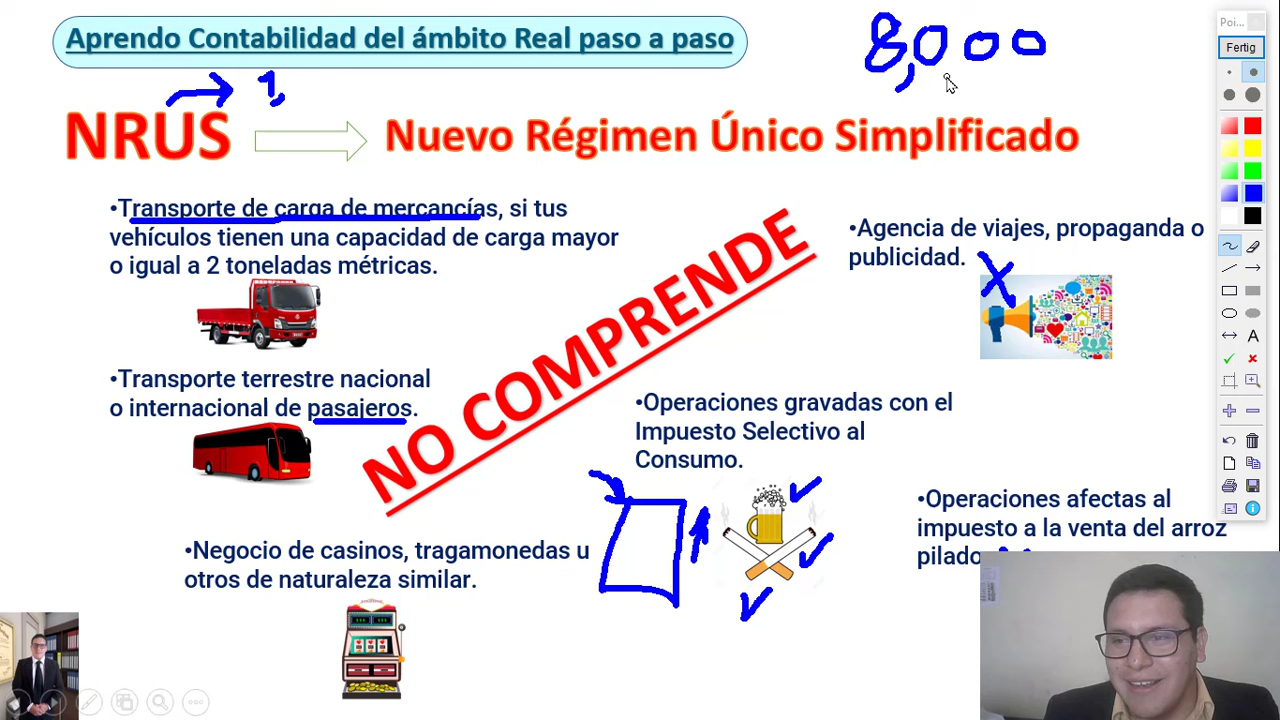 Aprendo Contabilidad del ámbito Real paso a paso
8,000
1,
NRUS
Nuevo Régimen Único Simplificado
•Transporte de carga de mercancías, si tus
vehículos tienen una capacidad de carga mayor
o igual a 2 toneladas métricas.
•Agencia de viajes, propaganda o
publicidad.
X
NO COMPRENDE
•Transporte terrestre nacional
o internacional de pasajeros.
•Operaciones gravadas con el
Impuesto Selectivo al
Consumo.
•Operaciones afectas al
impuesto a la venta del arroz
pilado
•Negocio de casinos, tragamonedas u
otros de naturaleza similar.
Poi...
Fertig
A